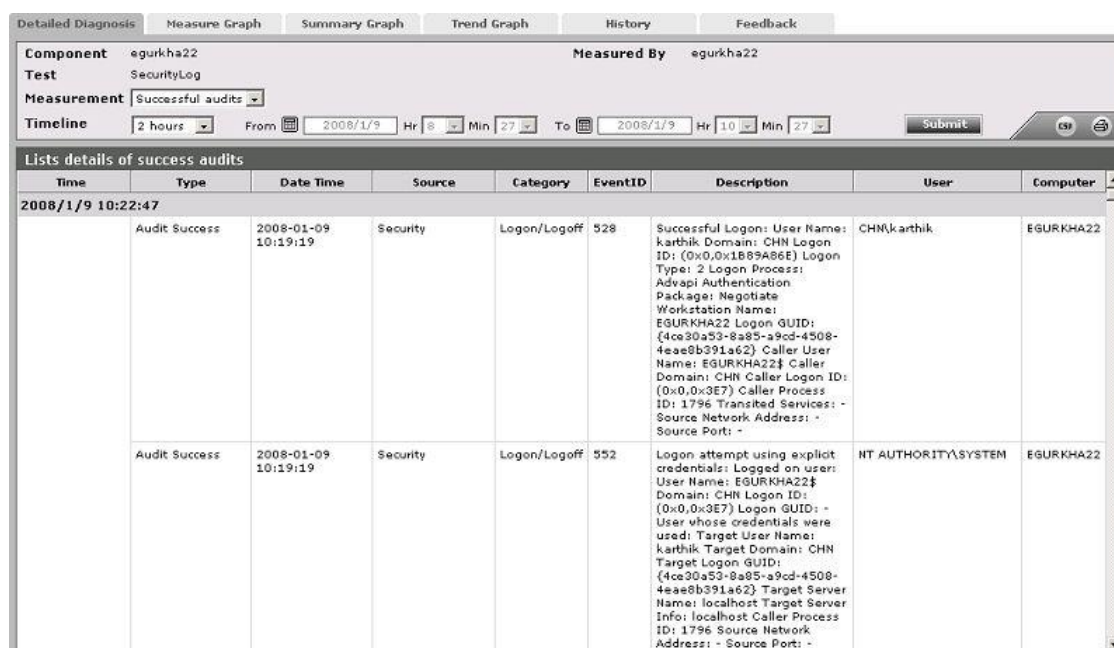 Detailed Diagnosis Measure Graph Summary Graph Trend Graph History Feedback
Component egurkha22 Measured By egurkha22
Test SecurityLog
Measurement Successful audits
Timeline 2 hours From 2008/1/9 Hr 8 Min 27 To 2008/1/9 Hr 10 Min 27 Submit CSV
Lists details of success audits
Time Type Date Time Source Category EventID Description User Computer
2008/1/9 10:22:47
Audit Success 2008-01-09 Security Logon/Logoff 528 Successful Logon: User Name: CHN\karthik EGURKHA22
10:19:19 karthik Domain: CHN Logon
ID: (0x0,0x1B89A86E) Logon
Type: 2 Logon Process:
Advapi Authentication
Package: Negotiate
Workstation Name:
EGURKHA22 Logon GUID:
{4ce30a53-8a85-a9cd-4508-
4eae8b391a62} Caller User
Name: EGURKHA22$ Caller
Domain: CHN Caller Logon ID:
(0x0,0x3E7) Caller Process
ID: 1796 Transited Services: -
Source Network Address: -
Source Port: -
Audit Success 2008-01-09 Security Logon/Logoff 552 Logon attempt using explicit NT AUTHORITY\SYSTEM EGURKHA22
10:19:19 credentials: Logged on user:
User Name: EGURKHA22$
Domain: CHN Logon ID:
(0x0,0x3E7) Logon GUID: -
User whose credentials were
used: Target User Name:
karthik Target Domain: CHN
Target Logon GUID:
{4ce30a53-8a85-a9cd-4508-
4eae8b391a62} Target Server
Name: localhost Target Server
Info: localhost Caller Process
ID: 1796 Source Network
Address: - Source Port: -